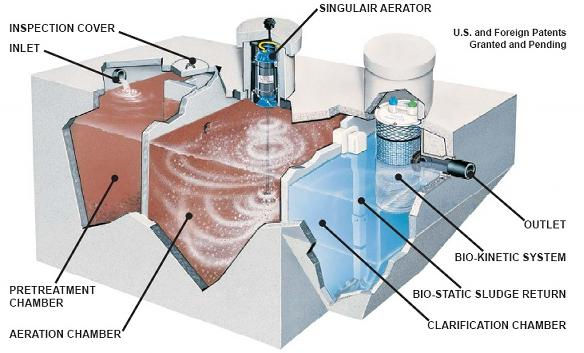 SINGULAIR AERATOR
INSPECTION COVER
U.S. and Foreign Patents
Granted and Pending
INLET
OUTLET
BIO-KINETIC SYSTEM
PRETREATMENT
CHAMBER
BIO-STATIC SLUDGE RETURN
AERATION CHAMBER
CLARIFICATION CHAMBER